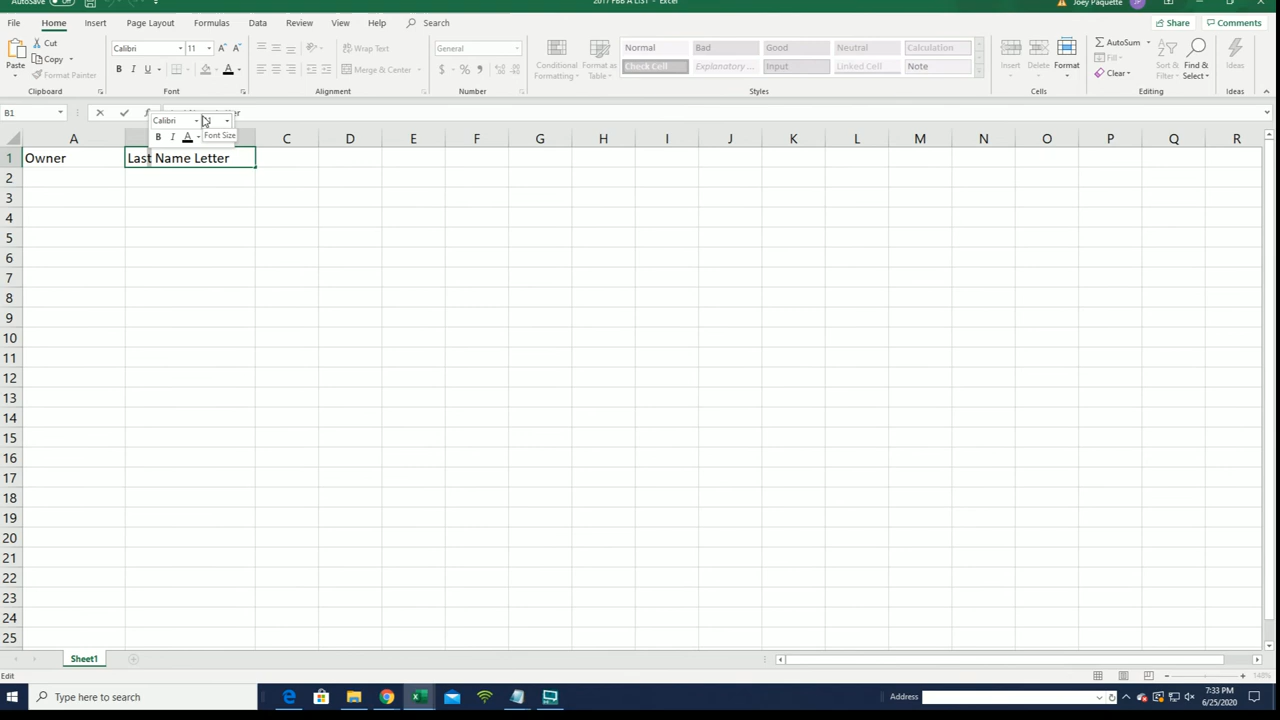 AutoSave Off 2017 FBB A LIST - Excel Joey Paquette JP
File Home Insert Page Layout Formulas Data Review View Help Search Share Comments
Paste Cut Copy Format Painter Clipboard
Calibri 11 B I U A Font
Wrap Text Merge & Center Alignment
General $ % Number
Conditional Formatting Format as Table
Normal Bad Good Neutral Calculation
Check Cell Explanatory ... Input Linked Cell Note
Styles
Insert Delete Format Cells
AutoSum Clear Sort & Filter Find & Select Editing
Ideas Ideas
B1
Calibri
B I A Font Size
A B C D E F G H I J K L M N O P Q R
1 Owner Last Name Letter
2
3
4
5
6
7
8
9
10
11
12
13
14
15
16
17
18
19
20
21
22
23
24
25
Sheet1
Edit 148%
Type here to search Address 7:33 PM
6/25/2020